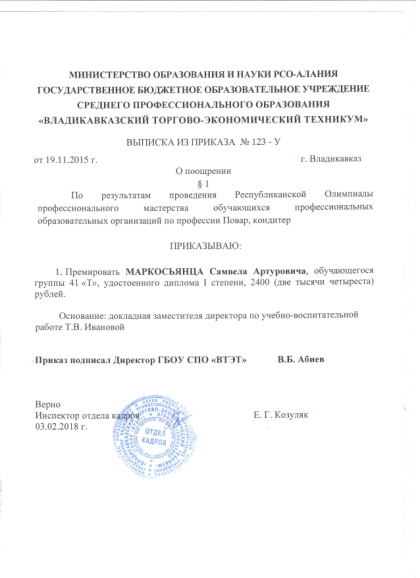 МИНИСТЕРСТВО ОБРАЗОВАНИЯ И НАУКИ РСО-АЛАНИЯ
ГОСУДАРСТВЕННОЕ БЮДЖЕТНОЕ ОБРАЗОВАТЕЛЬНОЕ УЧРЕЖДЕНИЕ
СРЕДНЕГО ПРОФЕССИОНАЛЬНОГО ОБРАЗОВАНИЯ
«ВЛАДИКАВКАЗСКИЙ ТОРГОВО-ЭКОНОМИЧЕСКИЙ ТЕХНИКУМ»
ВЫПИСКА ИЗ ПРИКАЗА № 123 - У
от 19.11.2015 г. г. Владикавказ
О поощрении
§ 1
По результатам проведения Республиканской Олимпиады
профессионального мастерства обучающихся профессиональных
образовательных организаций по профессии Повар, кондитер
ПРИКАЗЫВАЮ:
1. Премировать МАРКОСЬЯНЦА Самвела Артуровича, обучающегося
группы 41 «Т», удостоенного диплома I степени, 2400 (две тысячи четыреста)
рублей.
Основание: докладная заместителя директора по учебно-воспитательной
работе Т.В. Ивановой
Приказ подписал Директор ГБОУ СПО «ВТЭТ» В.Б. Абиев
Верно
Инспектор отдела кадров Е. Г. Козуляк
03.02.2018 г.
ОТДЕЛ
КАДРОВ